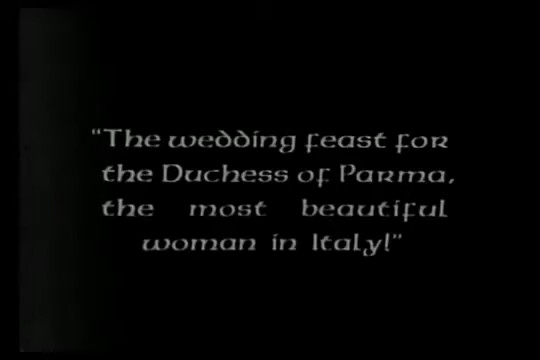 "The wedding feast for
the Duchess of Parma,
the most beautiful
woman in Italy!"